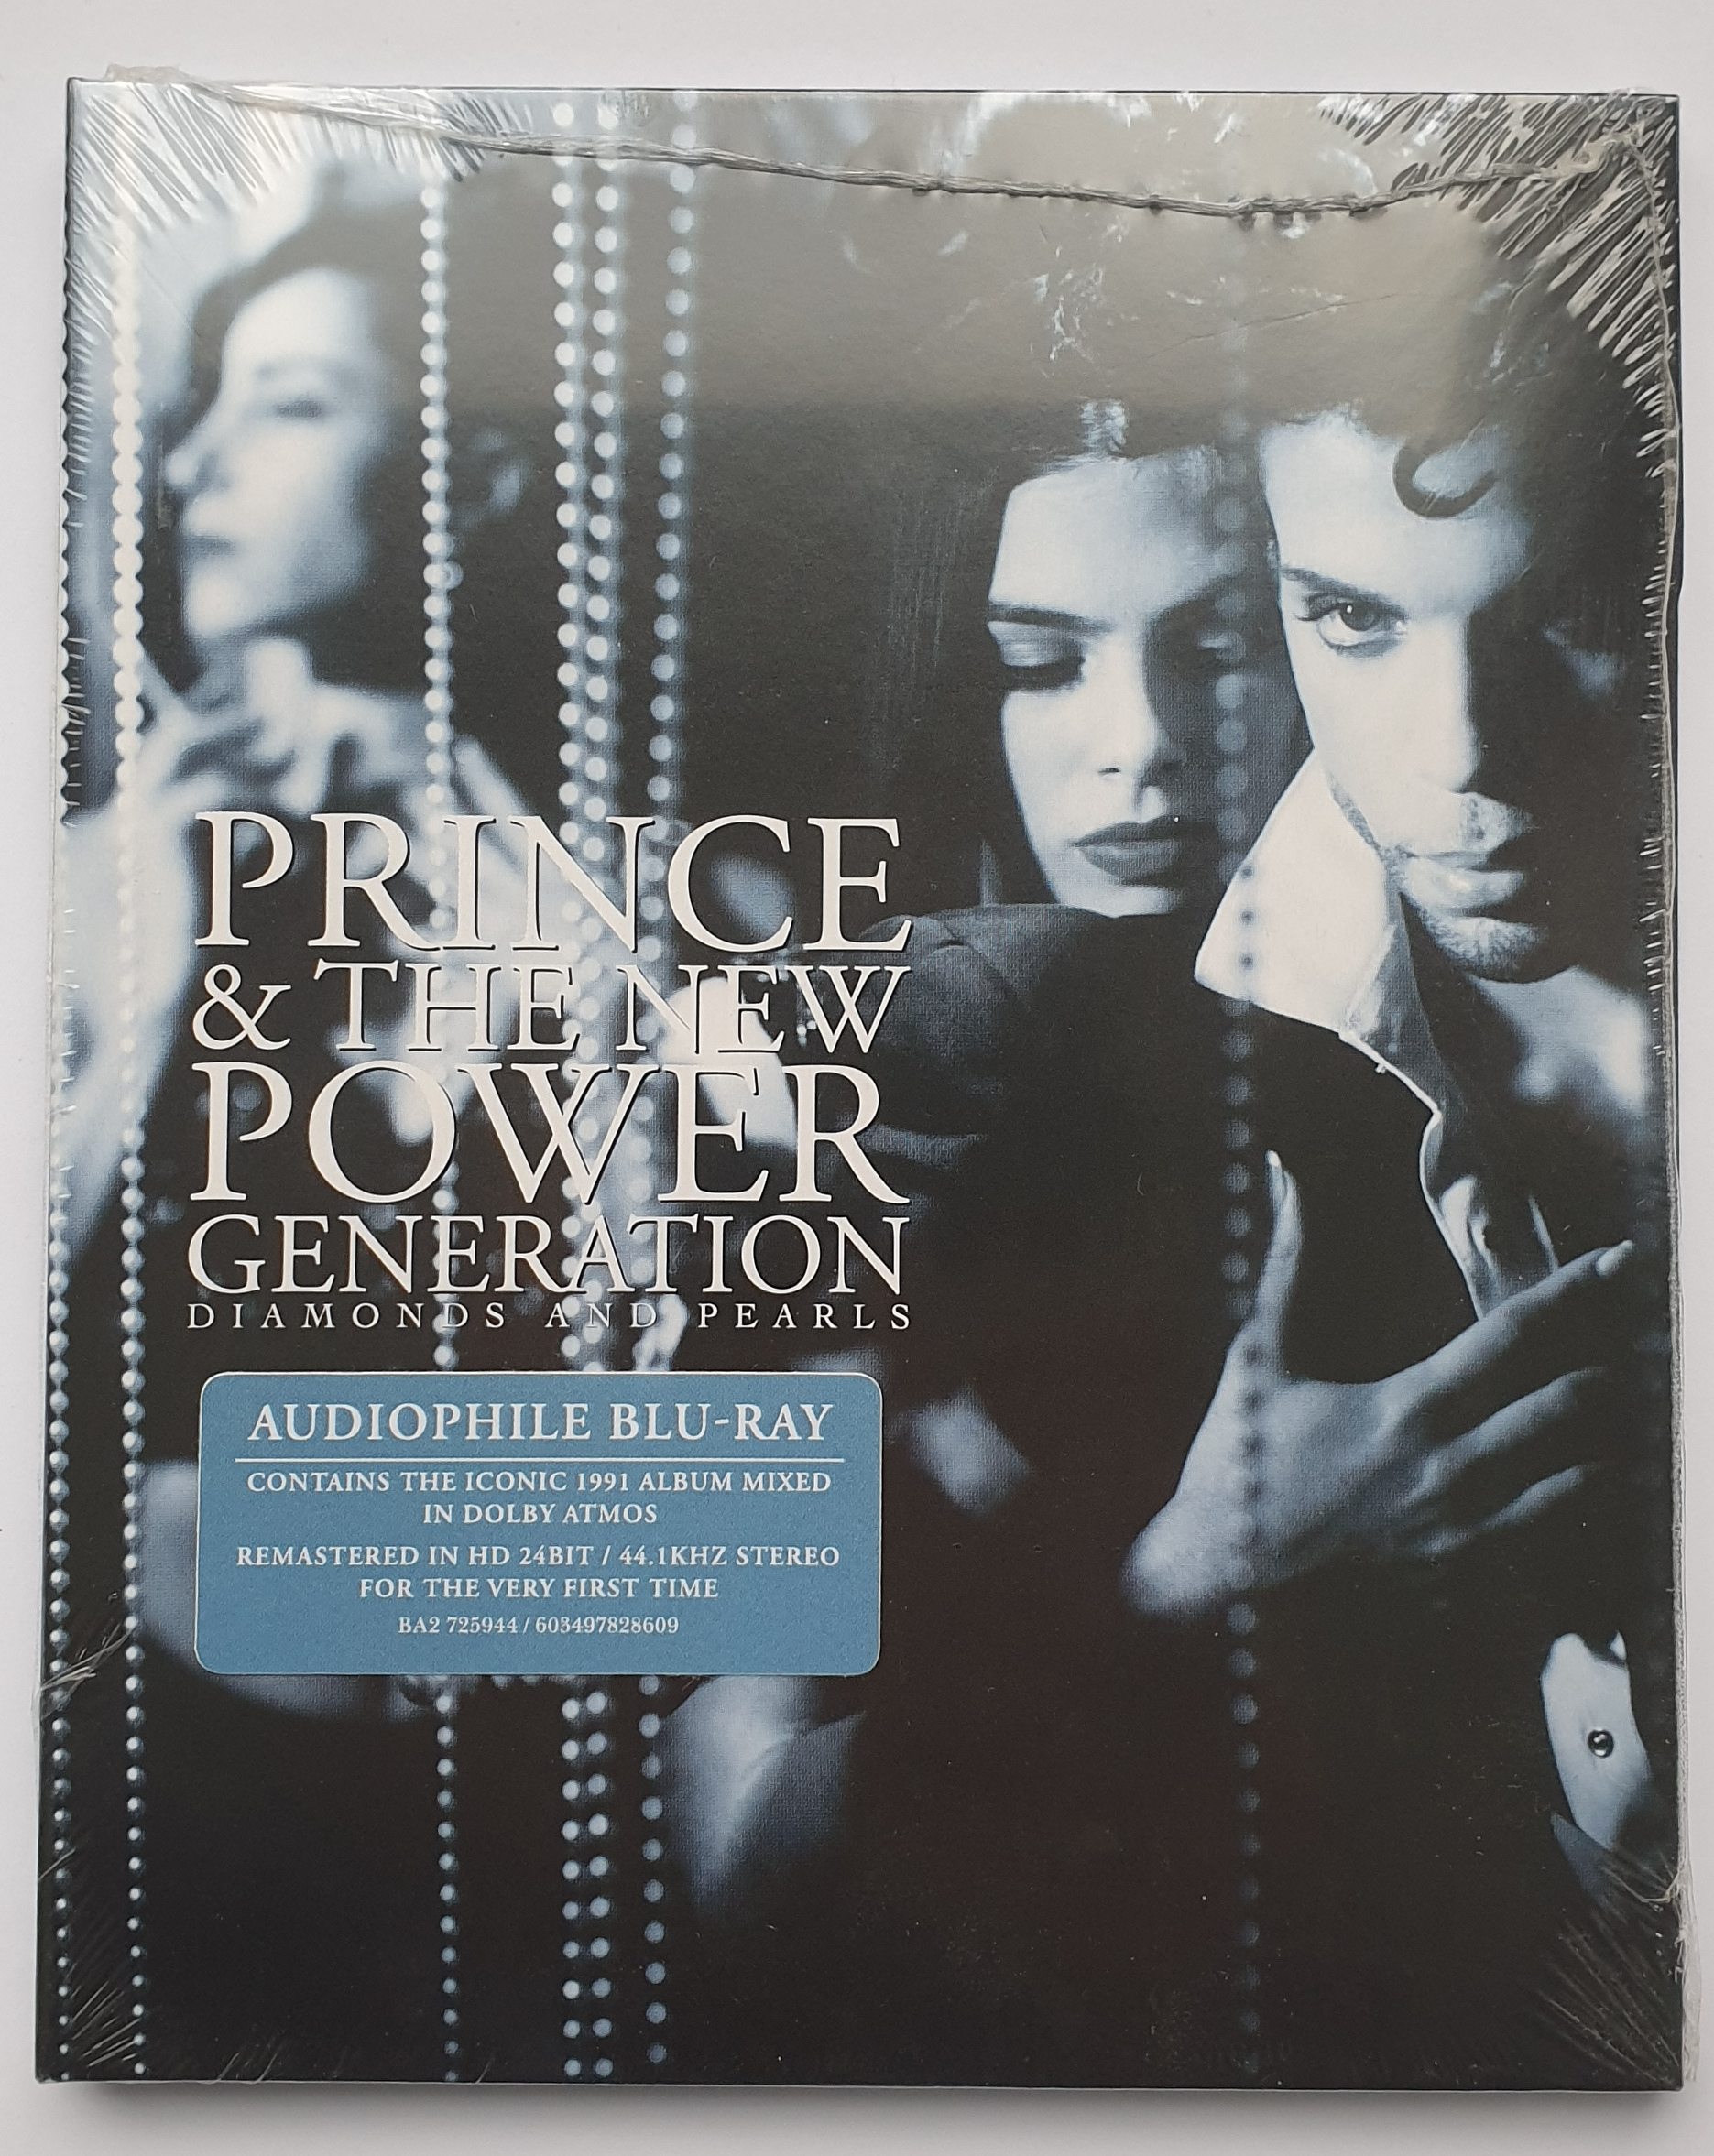 PRINCE
& THE NEW
POWER
GENERATION
DIAMONDS AND PEARLS
AUDIOPHILE BLU-RAY
CONTAINS THE ICONIC 1991 ALBUM MIXED
IN DOLBY ATMOS
REMASTERED IN HD 24BIT / 44.1KHZ STEREO
FOR THE VERY FIRST TIME
BA2 725944 / 603497828609